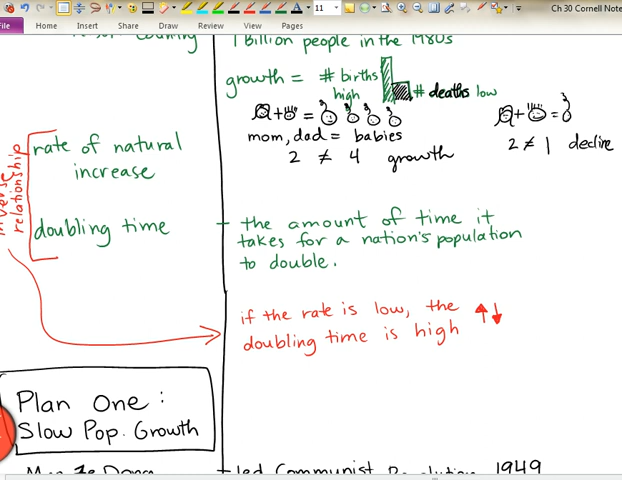 11
Ch 30 Cornell Note
File
Home
Insert
Draw
Review
View
Pages
1 Billion people in the 1980s
growth = # births
high
# deaths low
mom, dad = babies
2 ≠ 4 growth
2 ≠ 1 decline
rate of natural
increase
relationship
doubling time
+ the amount of time it
takes for a nation's population
to double.
if the rate is low, the
doubling time is high
Plan One:
Slow Pop. Growth
+ led Communist Revolution 1949